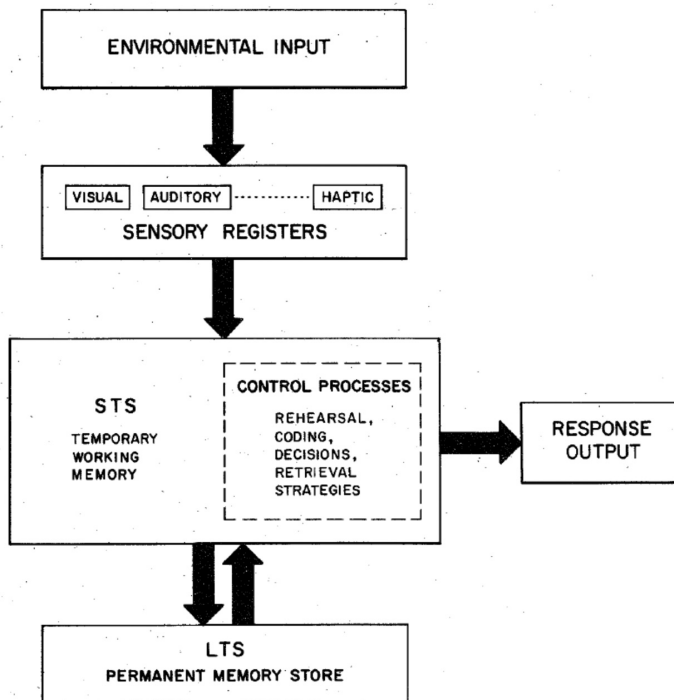 ENVIRONMENTAL INPUT
VISUAL AUDITORY HAPTIC
SENSORY REGISTERS
STS
TEMPORARY
WORKING
MEMORY
CONTROL PROCESSES
REHEARSAL,
CODING,
DECISIONS,
RETRIEVAL
STRATEGIES
RESPONSE
OUTPUT
LTS
PERMANENT MEMORY STORE